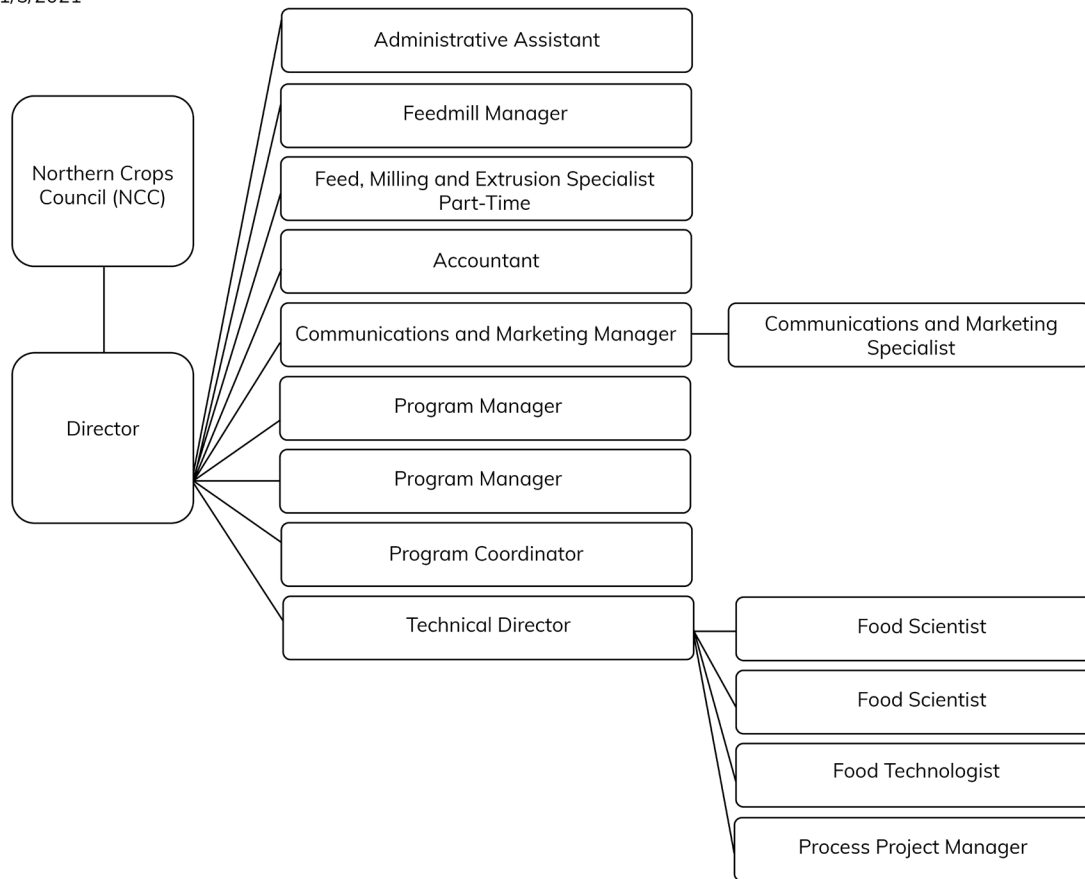 Administrative Assistant
Feedmill Manager
Northern Crops
Council (NCC)
Feed, Milling and Extrusion Specialist
Part-Time
Accountant
Communications and Marketing Manager
Communications and Marketing
Specialist
Director
Program Manager
Program Manager
Program Coordinator
Technical Director
Food Scientist
Food Scientist
Food Technologist
Process Project Manager